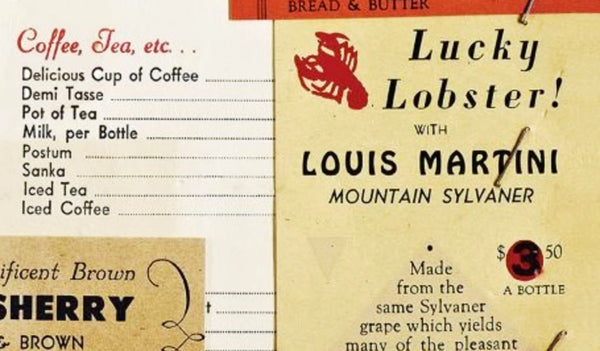 BREAD & BUTTER
Coffee, Tea, etc. . .
Delicious Cup of Coffee
Demi Tasse
Pot of Tea
Milk, per Bottle
Postum
Sanka
Iced Tea
Iced Coffee
ificent Brown
SHERRY
& BROWN
t
Lucky
Lobster!
WITH
LOUIS MARTINI
MOUNTAIN SYLVANER
$3.50
A BOTTLE
Made
from the
same Sylvaner
grape which yields
many of the pleasant